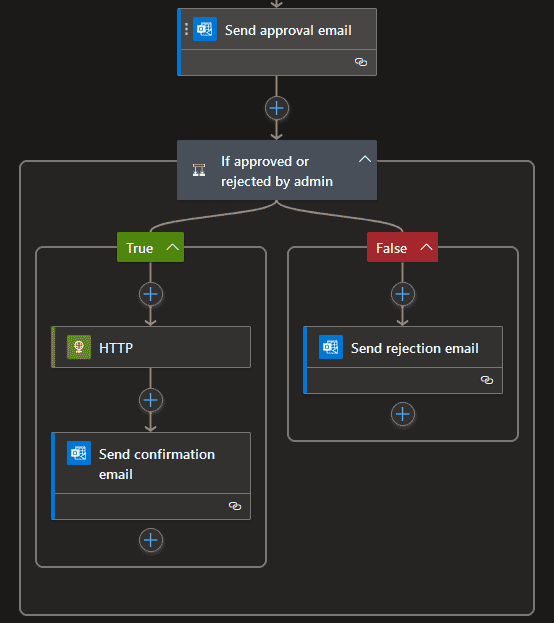 Send approval email
If approved or
rejected by admin
True
False
HTTP
Send rejection email
Send confirmation
email